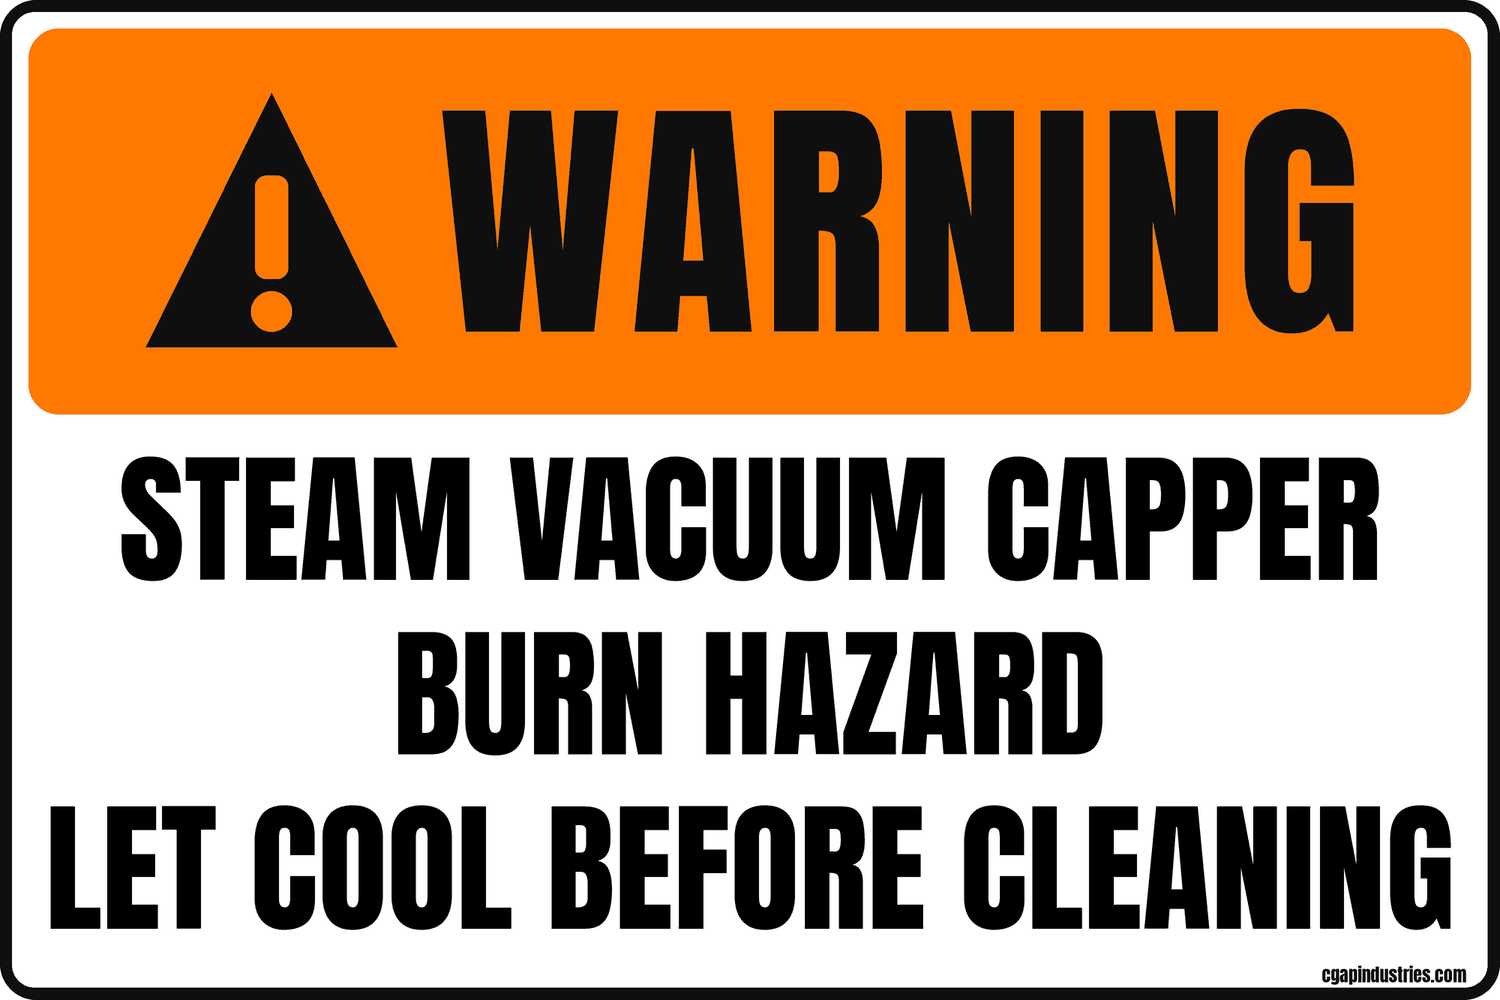 WARNING
STEAM VACUUM CAPPER
BURN HAZARD
LET COOL BEFORE CLEANING
cgapindustries.com